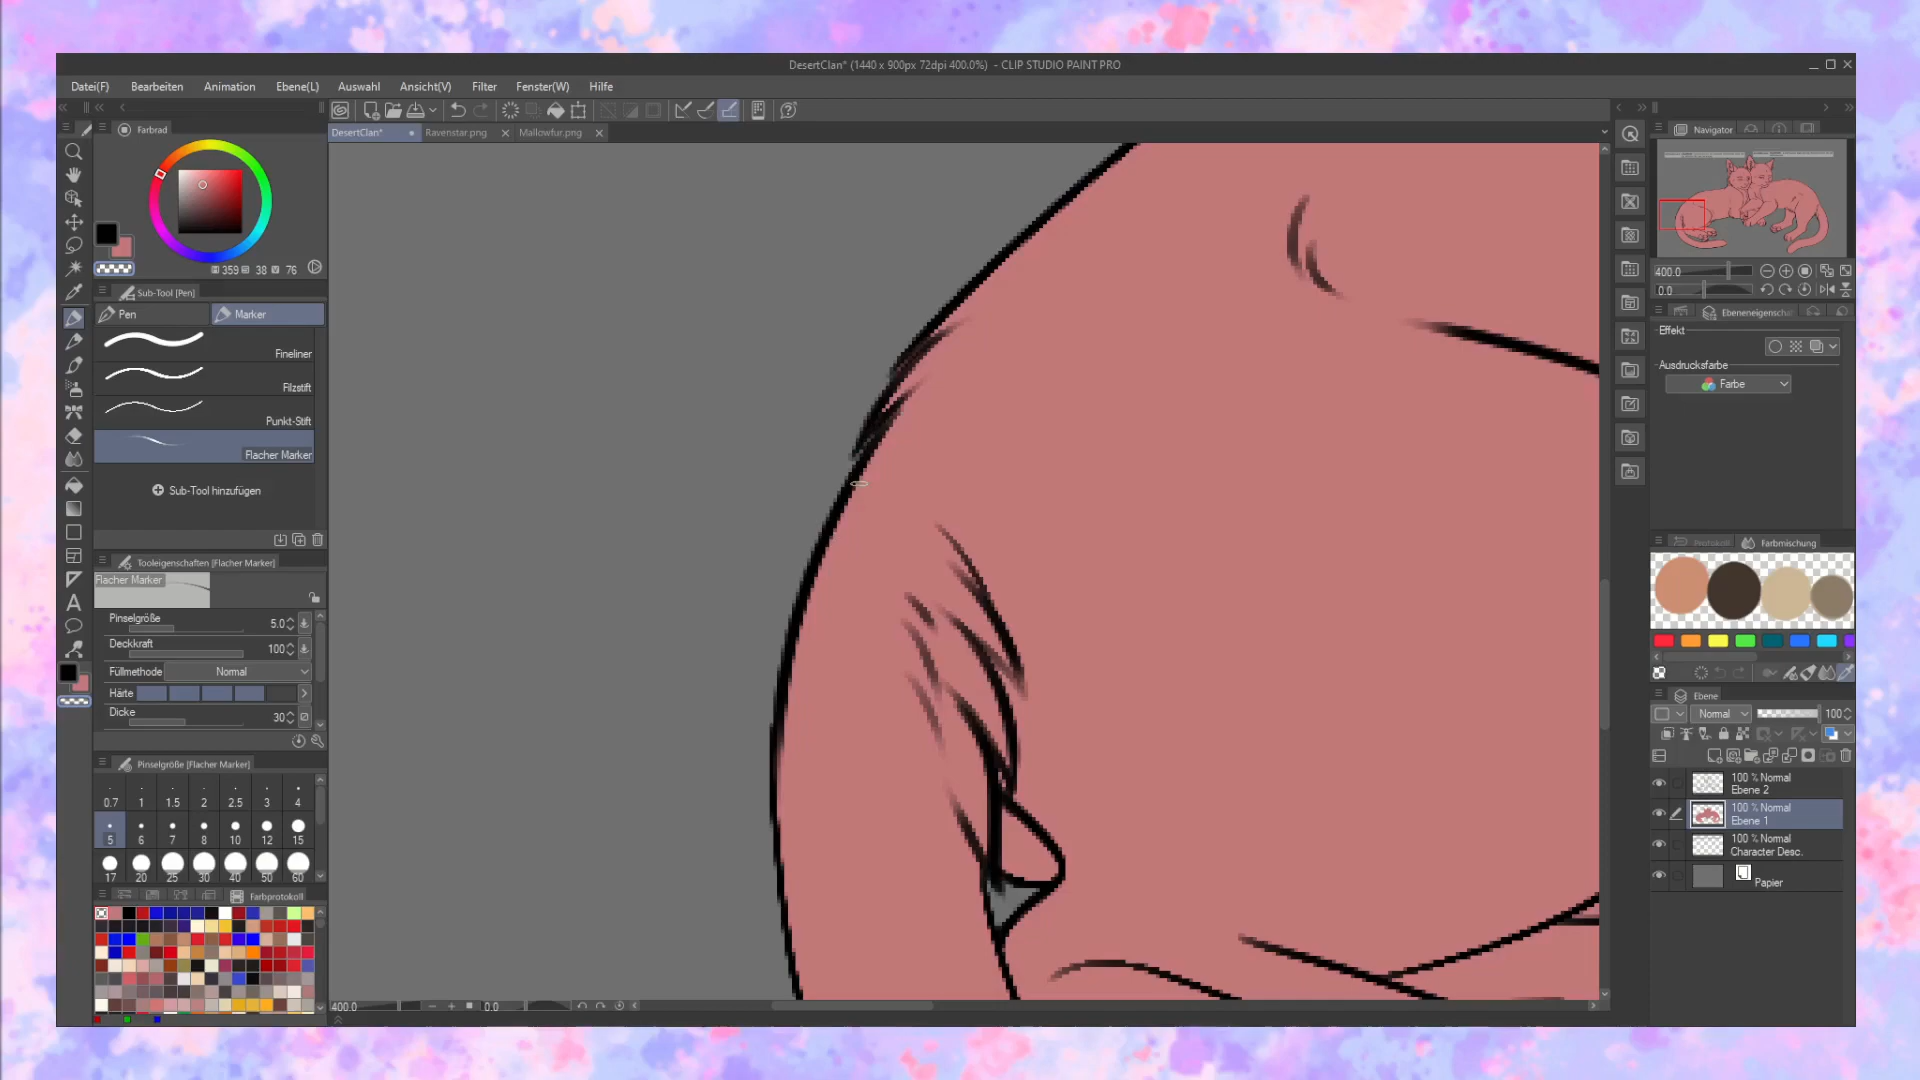 DesertClan* (1440 x 900px 72dpi 400.0%) - CLIP STUDIO PAINT PRO
Datei(F) Bearbeiten Animation Ebene(L) Auswahl Ansicht(V) Filter Fenster(W) Hilfe
DesertClan* Ravenstar.png Mallowfur.png
Farbrad
359 38 76
Sub-Tool [Pen]
Pen Marker
Fineliner
Filzstift
Punkt-Stift
Flacher Marker
Sub-Tool hinzufügen
Tooleigenschaften [Flacher Marker]
Flacher Marker
Pinselgröße 5.0
Deckkraft 100
Füllmethode Normal
Härte
Dicke 30
Pinselgröße [Flacher Marker]
0.7 1 1.5 2 2.5 3 4
5 6 7 8 10 12 15
17 20 25 30 40 50 60
Farbprotokoll
400.0 0.0
Navigator
400.0
0.0
Ebeneneigenschaf
Effekt
Ausdrucksfarbe
Farbe
Protokoll Farbmischung
Ebene
Normal 100
100 % Normal
Ebene 2
100 % Normal
Ebene 1
100 % Normal
Character Desc.
Papier